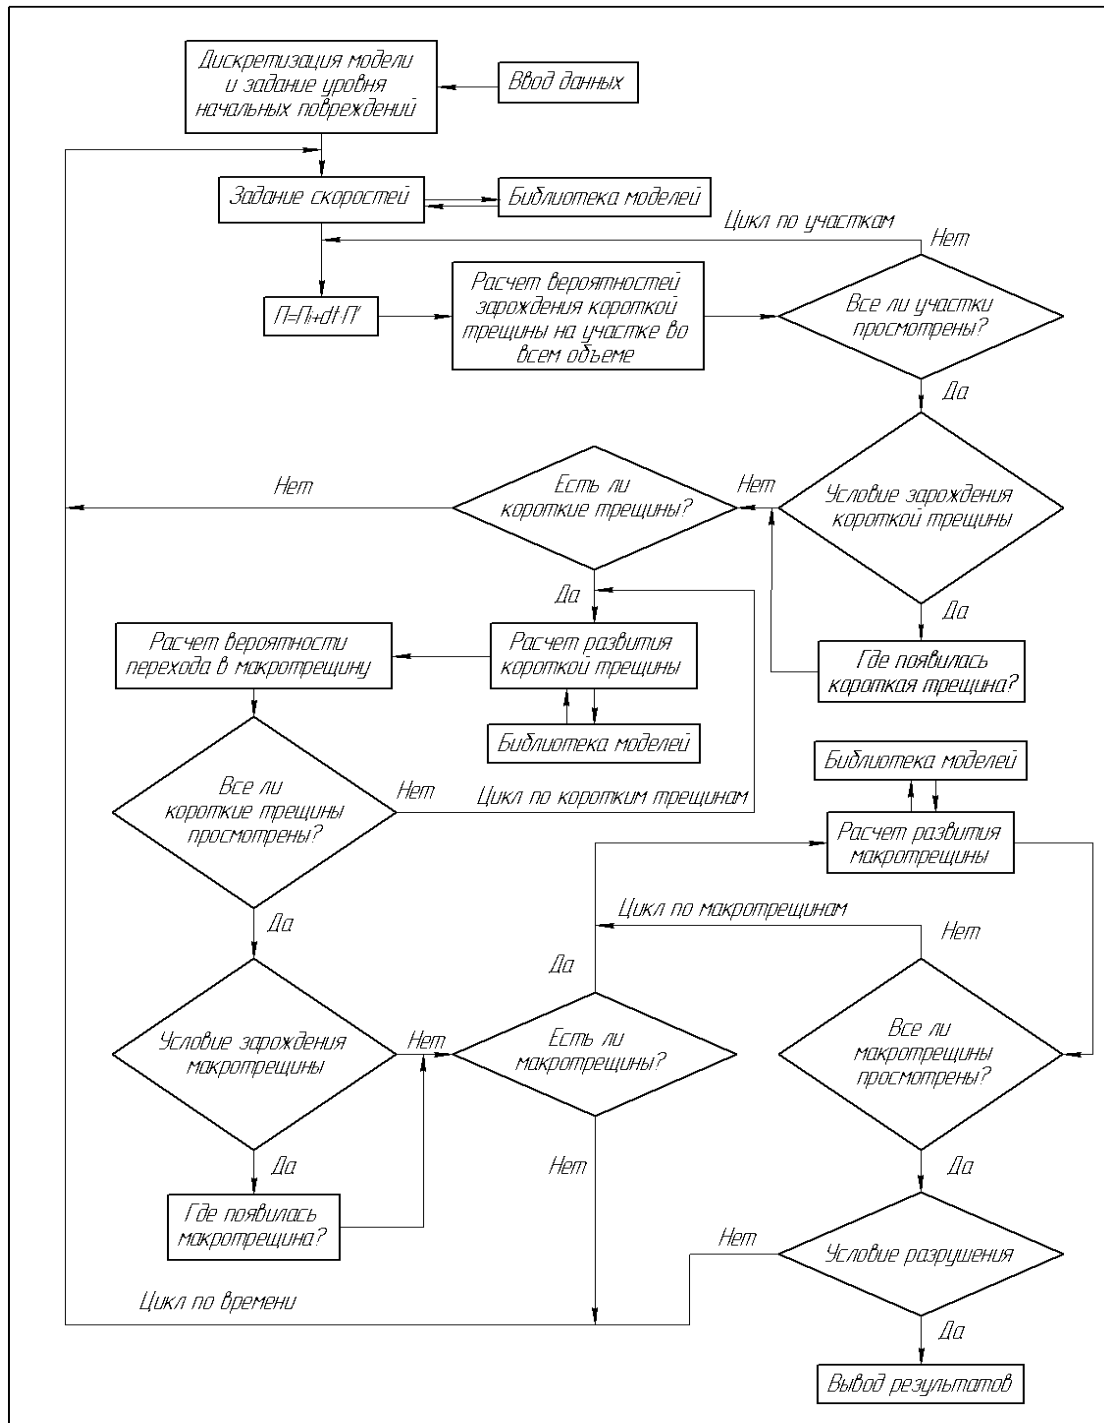 Дискретизация модели
и задание уровня
начальных повреждений
Ввод данных
Задание скоростей
Библиотека моделей
Цикл по участкам
Нет
Расчет вероятностей
зарождения короткой
трещины на участке во
всем объеме
Все ли участки
просмотрены?
Да
Нет
Есть ли
короткие трещины?
Нет
Условие зарождения
короткой трещины
Да
Да
Расчет вероятности
перехода в макротрещину
Расчет развития
короткой трещины
Где появилась
короткая трещина?
Библиотека моделей
Библиотека моделей
Все ли
короткие трещины
просмотрены?
Нет
Цикл по коротким трещинам
Расчет развития
макротрещины
Да
Цикл по макротрещинам
Нет
Да
Условие зарождения
макротрещины
Нет
Есть ли
макротрещины?
Все ли
макротрещины
просмотрены?
Да
Нет
Да
Где появилась
макротрещина?
Нет
Условие разрушения
Цикл по времени
Да
Вывод результатов